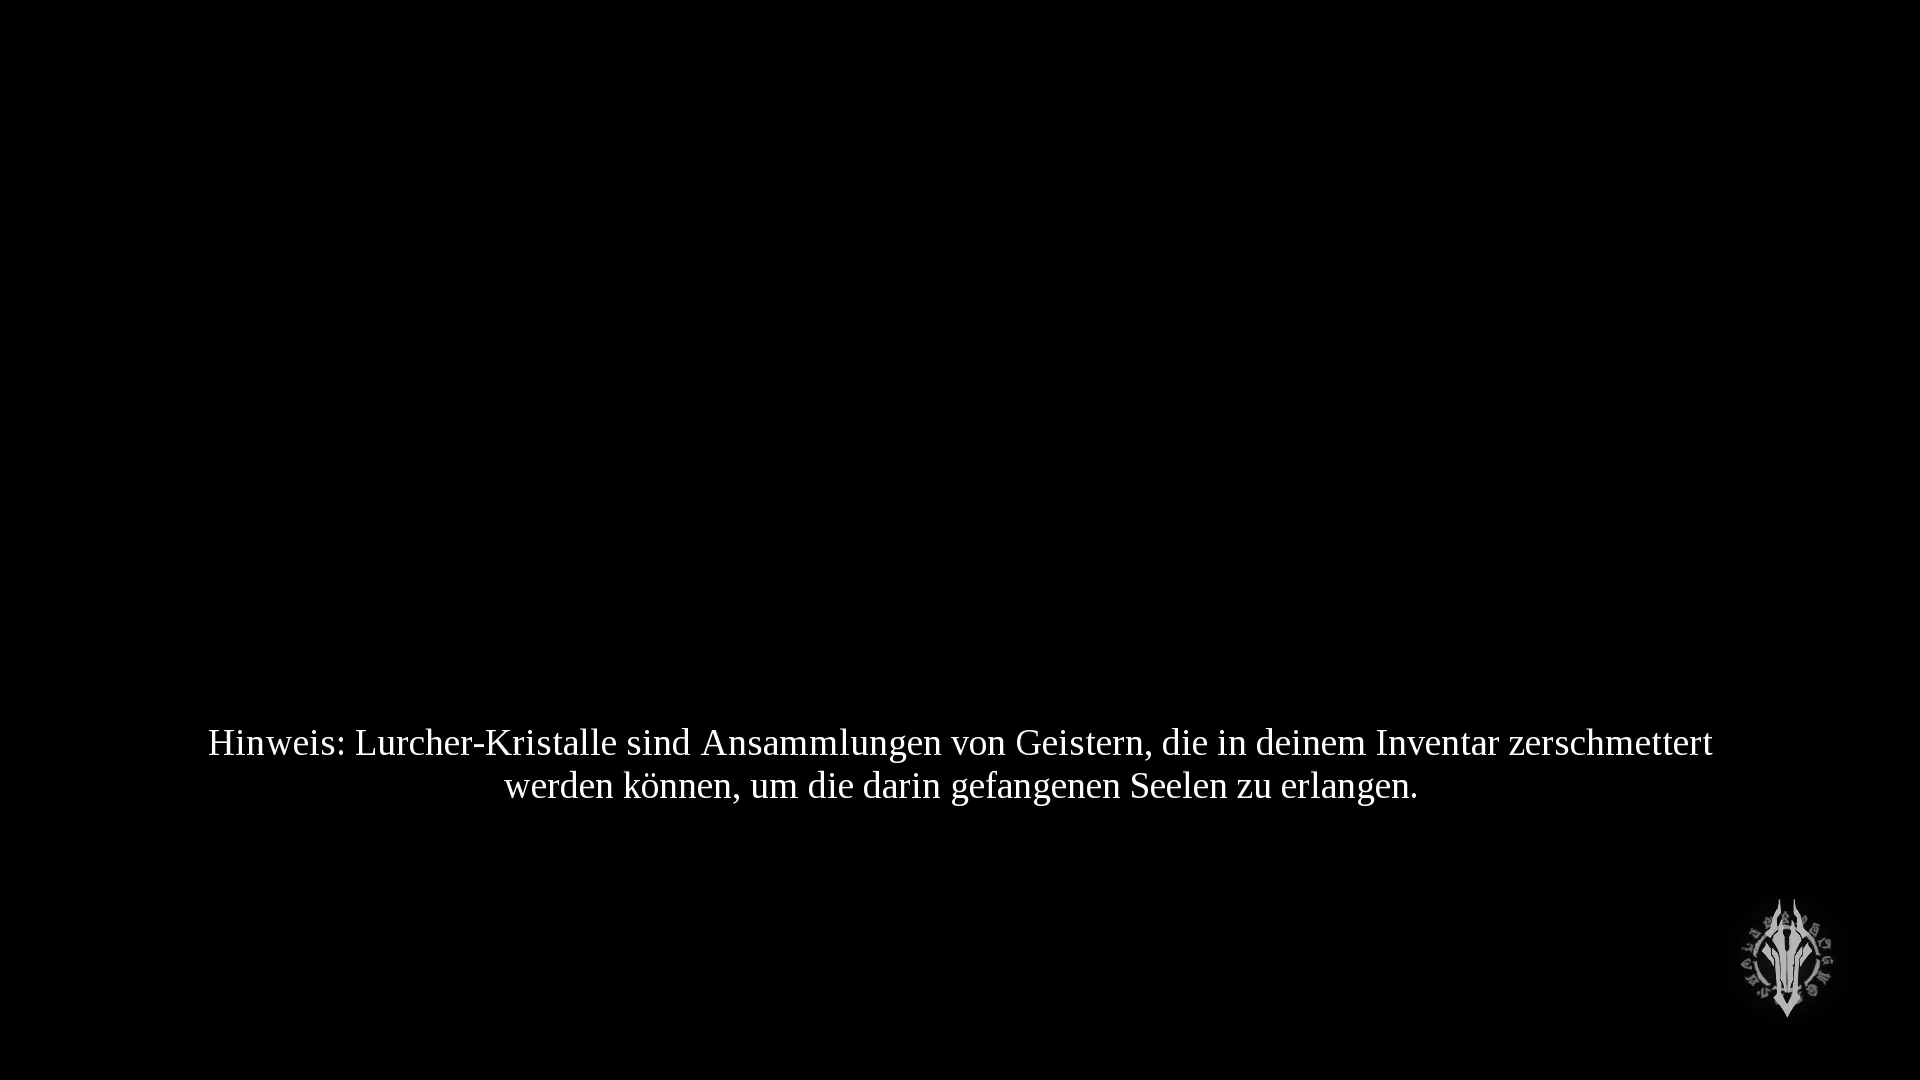 Hinweis: Lurcher-Kristalle sind Ansammlungen von Geistern, die in deinem Inventar zerschmettert
werden können, um die darin gefangenen Seelen zu erlangen.